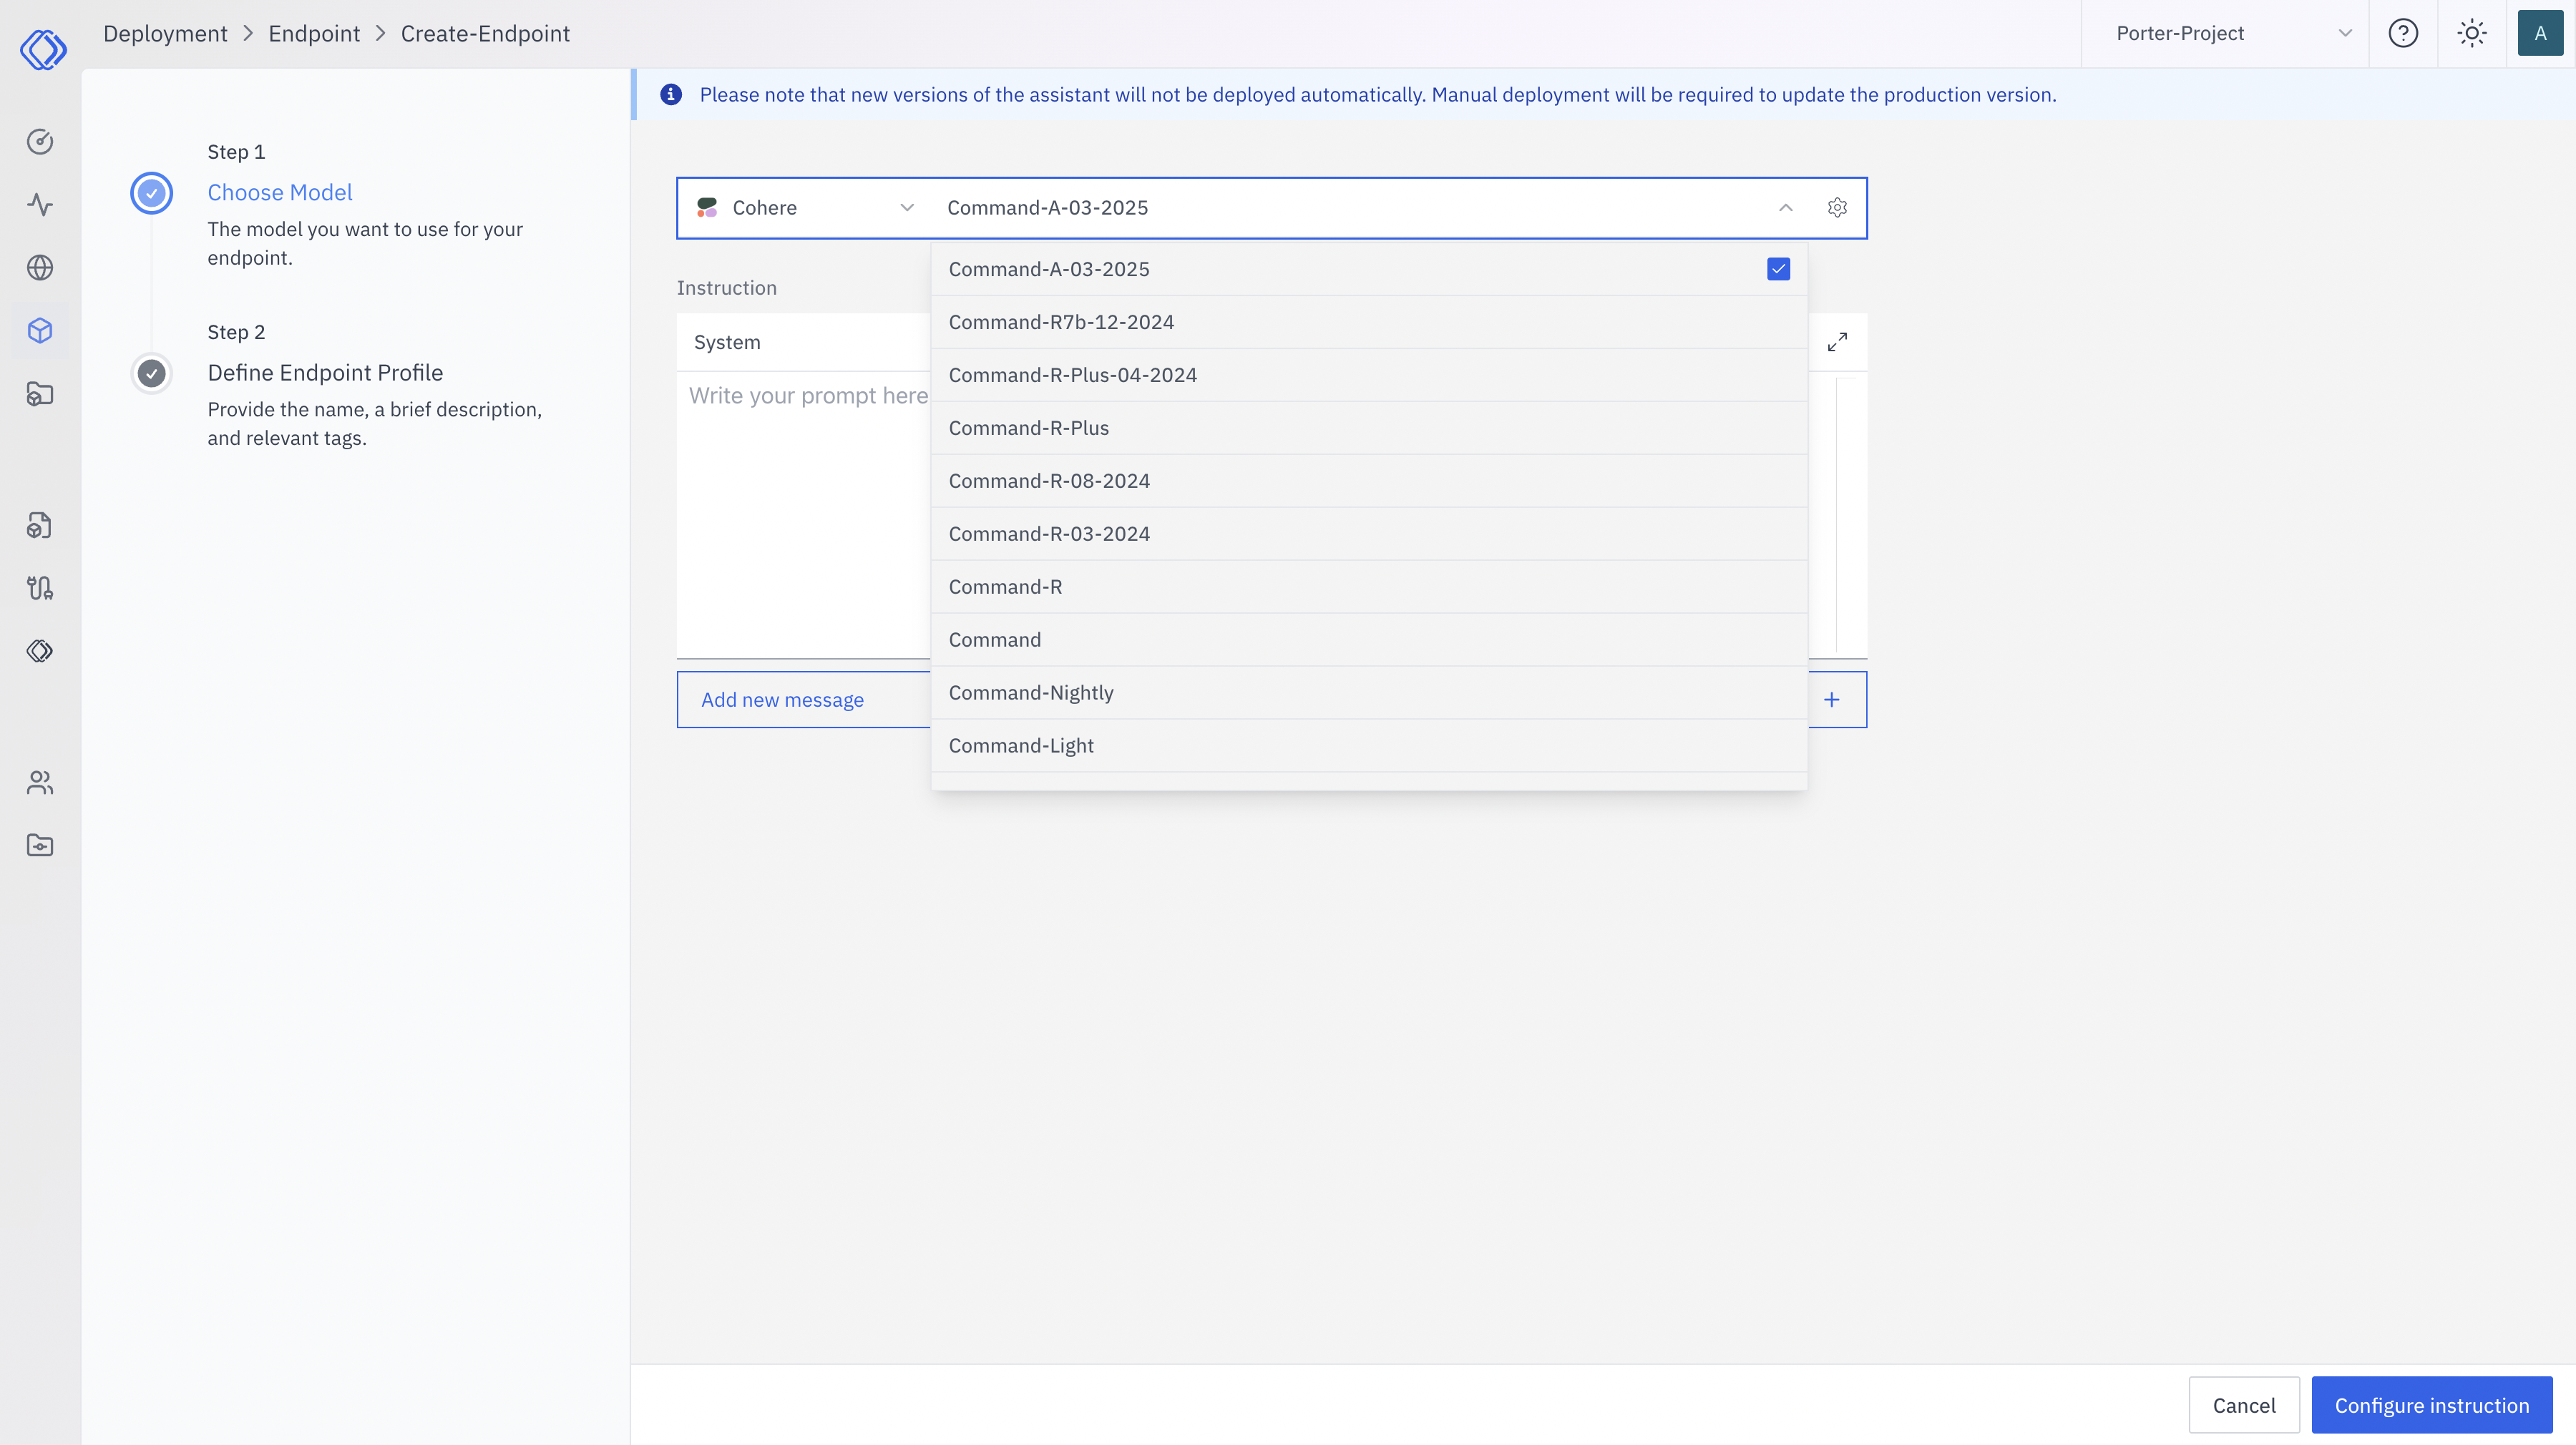 Deployment > Endpoint > Create-Endpoint
Porter-Project
A
Step 1
Choose Model
The model you want to use for your
endpoint.
Step 2
Define Endpoint Profile
Provide the name, a brief description,
and relevant tags.
Please note that new versions of the assistant will not be deployed automatically. Manual deployment will be required to update the production version.
Cohere
Command-A-03-2025
Instruction
System
Write your prompt here
Add new message
Command-A-03-2025
Command-R7b-12-2024
Command-R-Plus-04-2024
Command-R-Plus
Command-R-08-2024
Command-R-03-2024
Command-R
Command
Command-Nightly
Command-Light
Cancel
Configure instruction